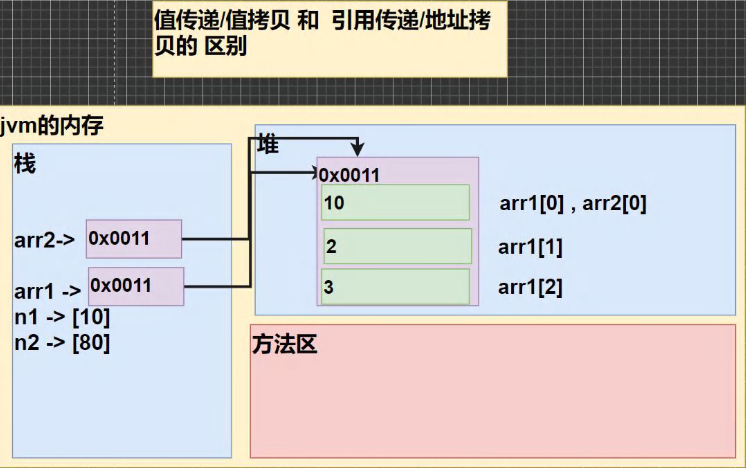 值传递/值拷贝 和 引用传递/地址拷
贝的 区别
jvm的内存
堆
栈
0x0011
10
arr1[0] , arr2[0]
arr2->
0x0011
2
arr1[1]
arr1 ->
0x0011
3
arr1[2]
n1 -> [10]
n2 -> [80]
方法区